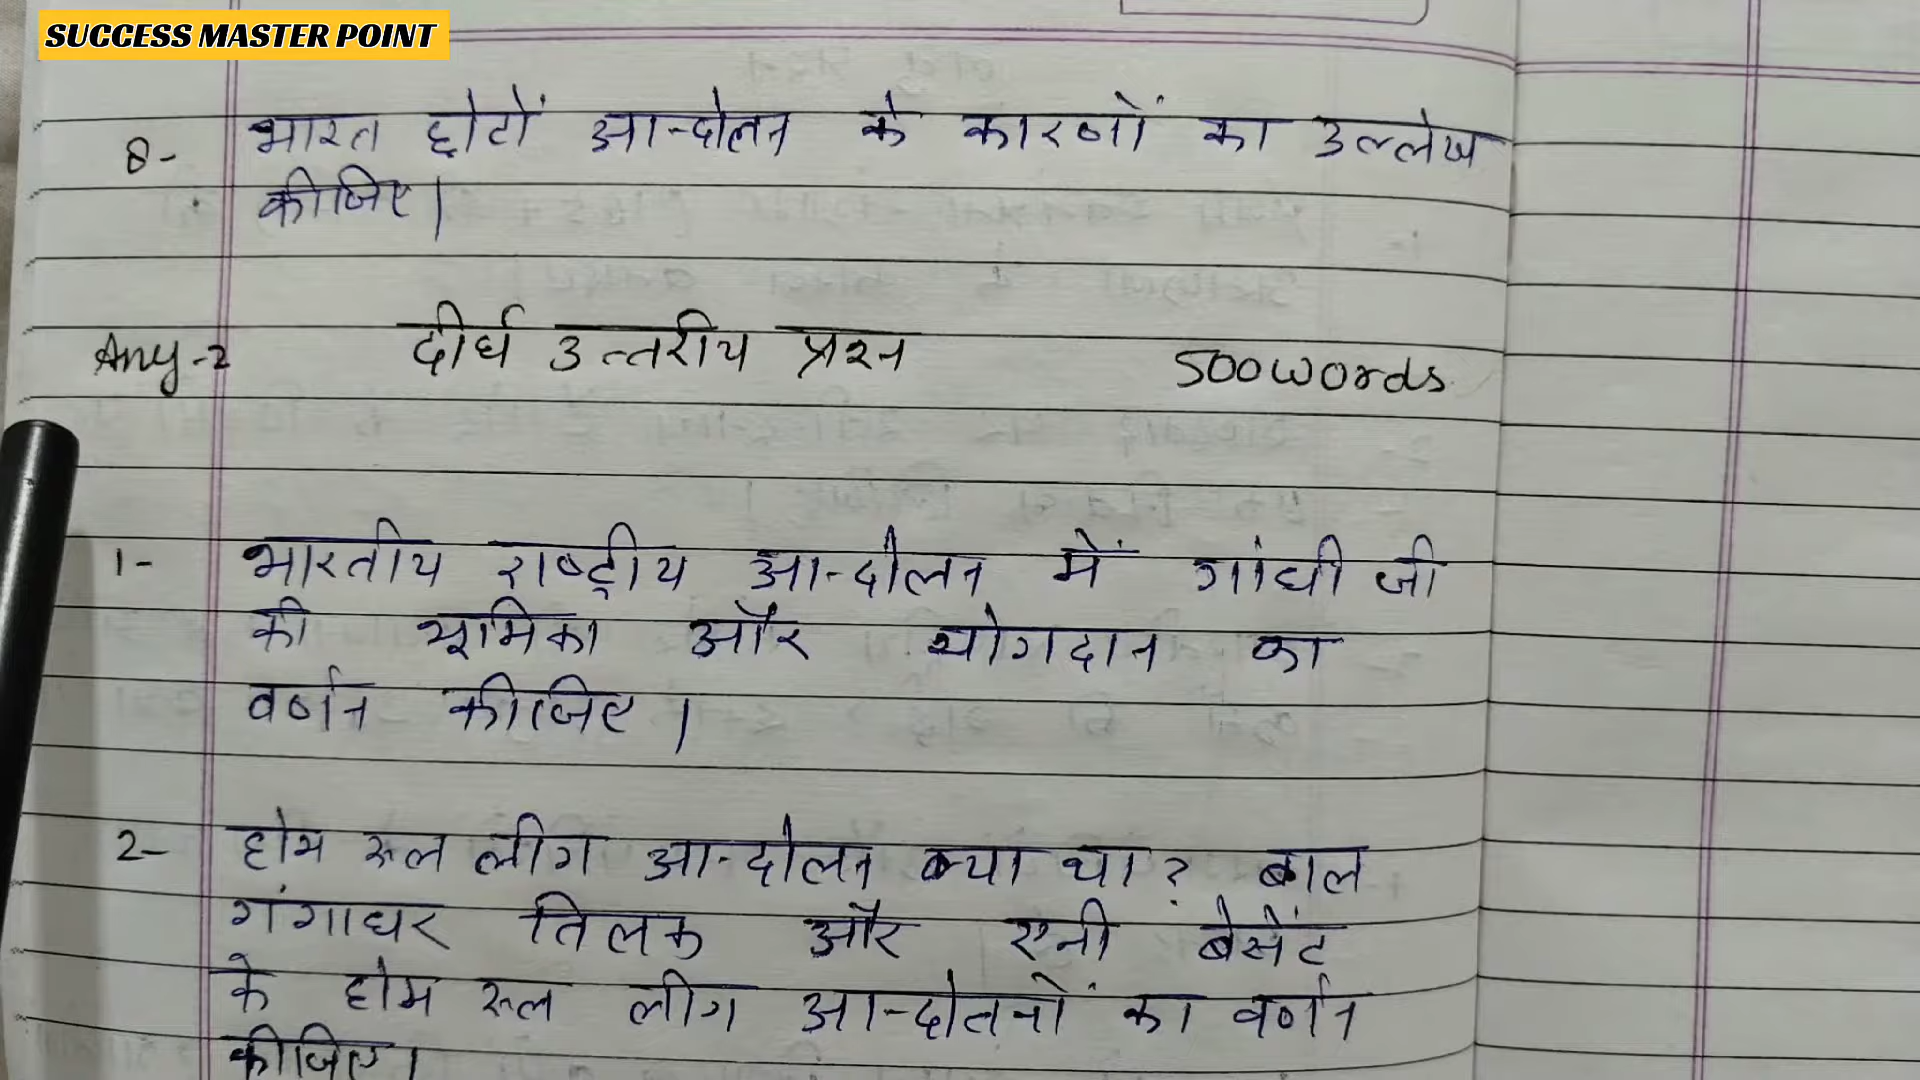 SUCCESS MASTER POINT
8- भारत छोटों आन्दोलन के कारणों का उल्लेख
कीजिए।
Any-2 दीर्घ उत्तरीय प्रश्न 500words
1- भारतीय राष्ट्रीय आन्दोलन में गांधी जी
की भूमिका और योगदान का
वर्णन कीजिए।
2- होम रूल लीग आन्दोलन क्या था? बाल
गंगाधर तिलक और एनी बेसेंट
के होम रूल लीग आन्दोलनों का वर्णन
कीजिए।